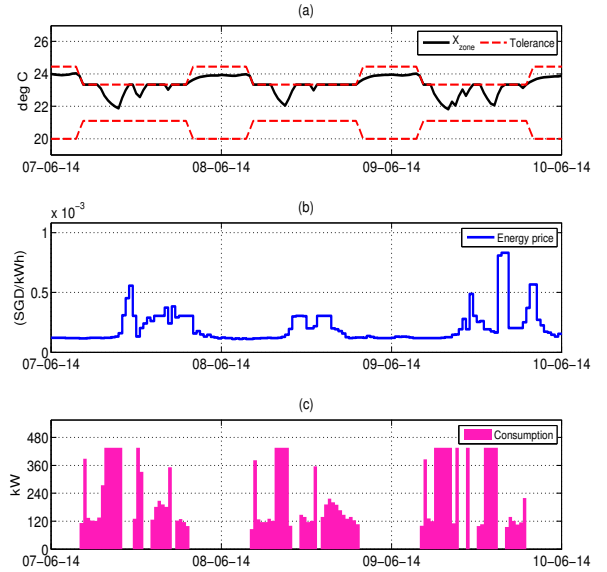 (a)
26
24
22
20
deg C
X_zone
Tolerance
07−06−14
08−06−14
09−06−14
10−06−14
(b)
x 10^−3
1
0.5
0
(SGD/kWh)
Energy price
07−06−14
08−06−14
09−06−14
10−06−14
(c)
480
360
240
120
0
kW
Consumption
07−06−14
08−06−14
09−06−14
10−06−14